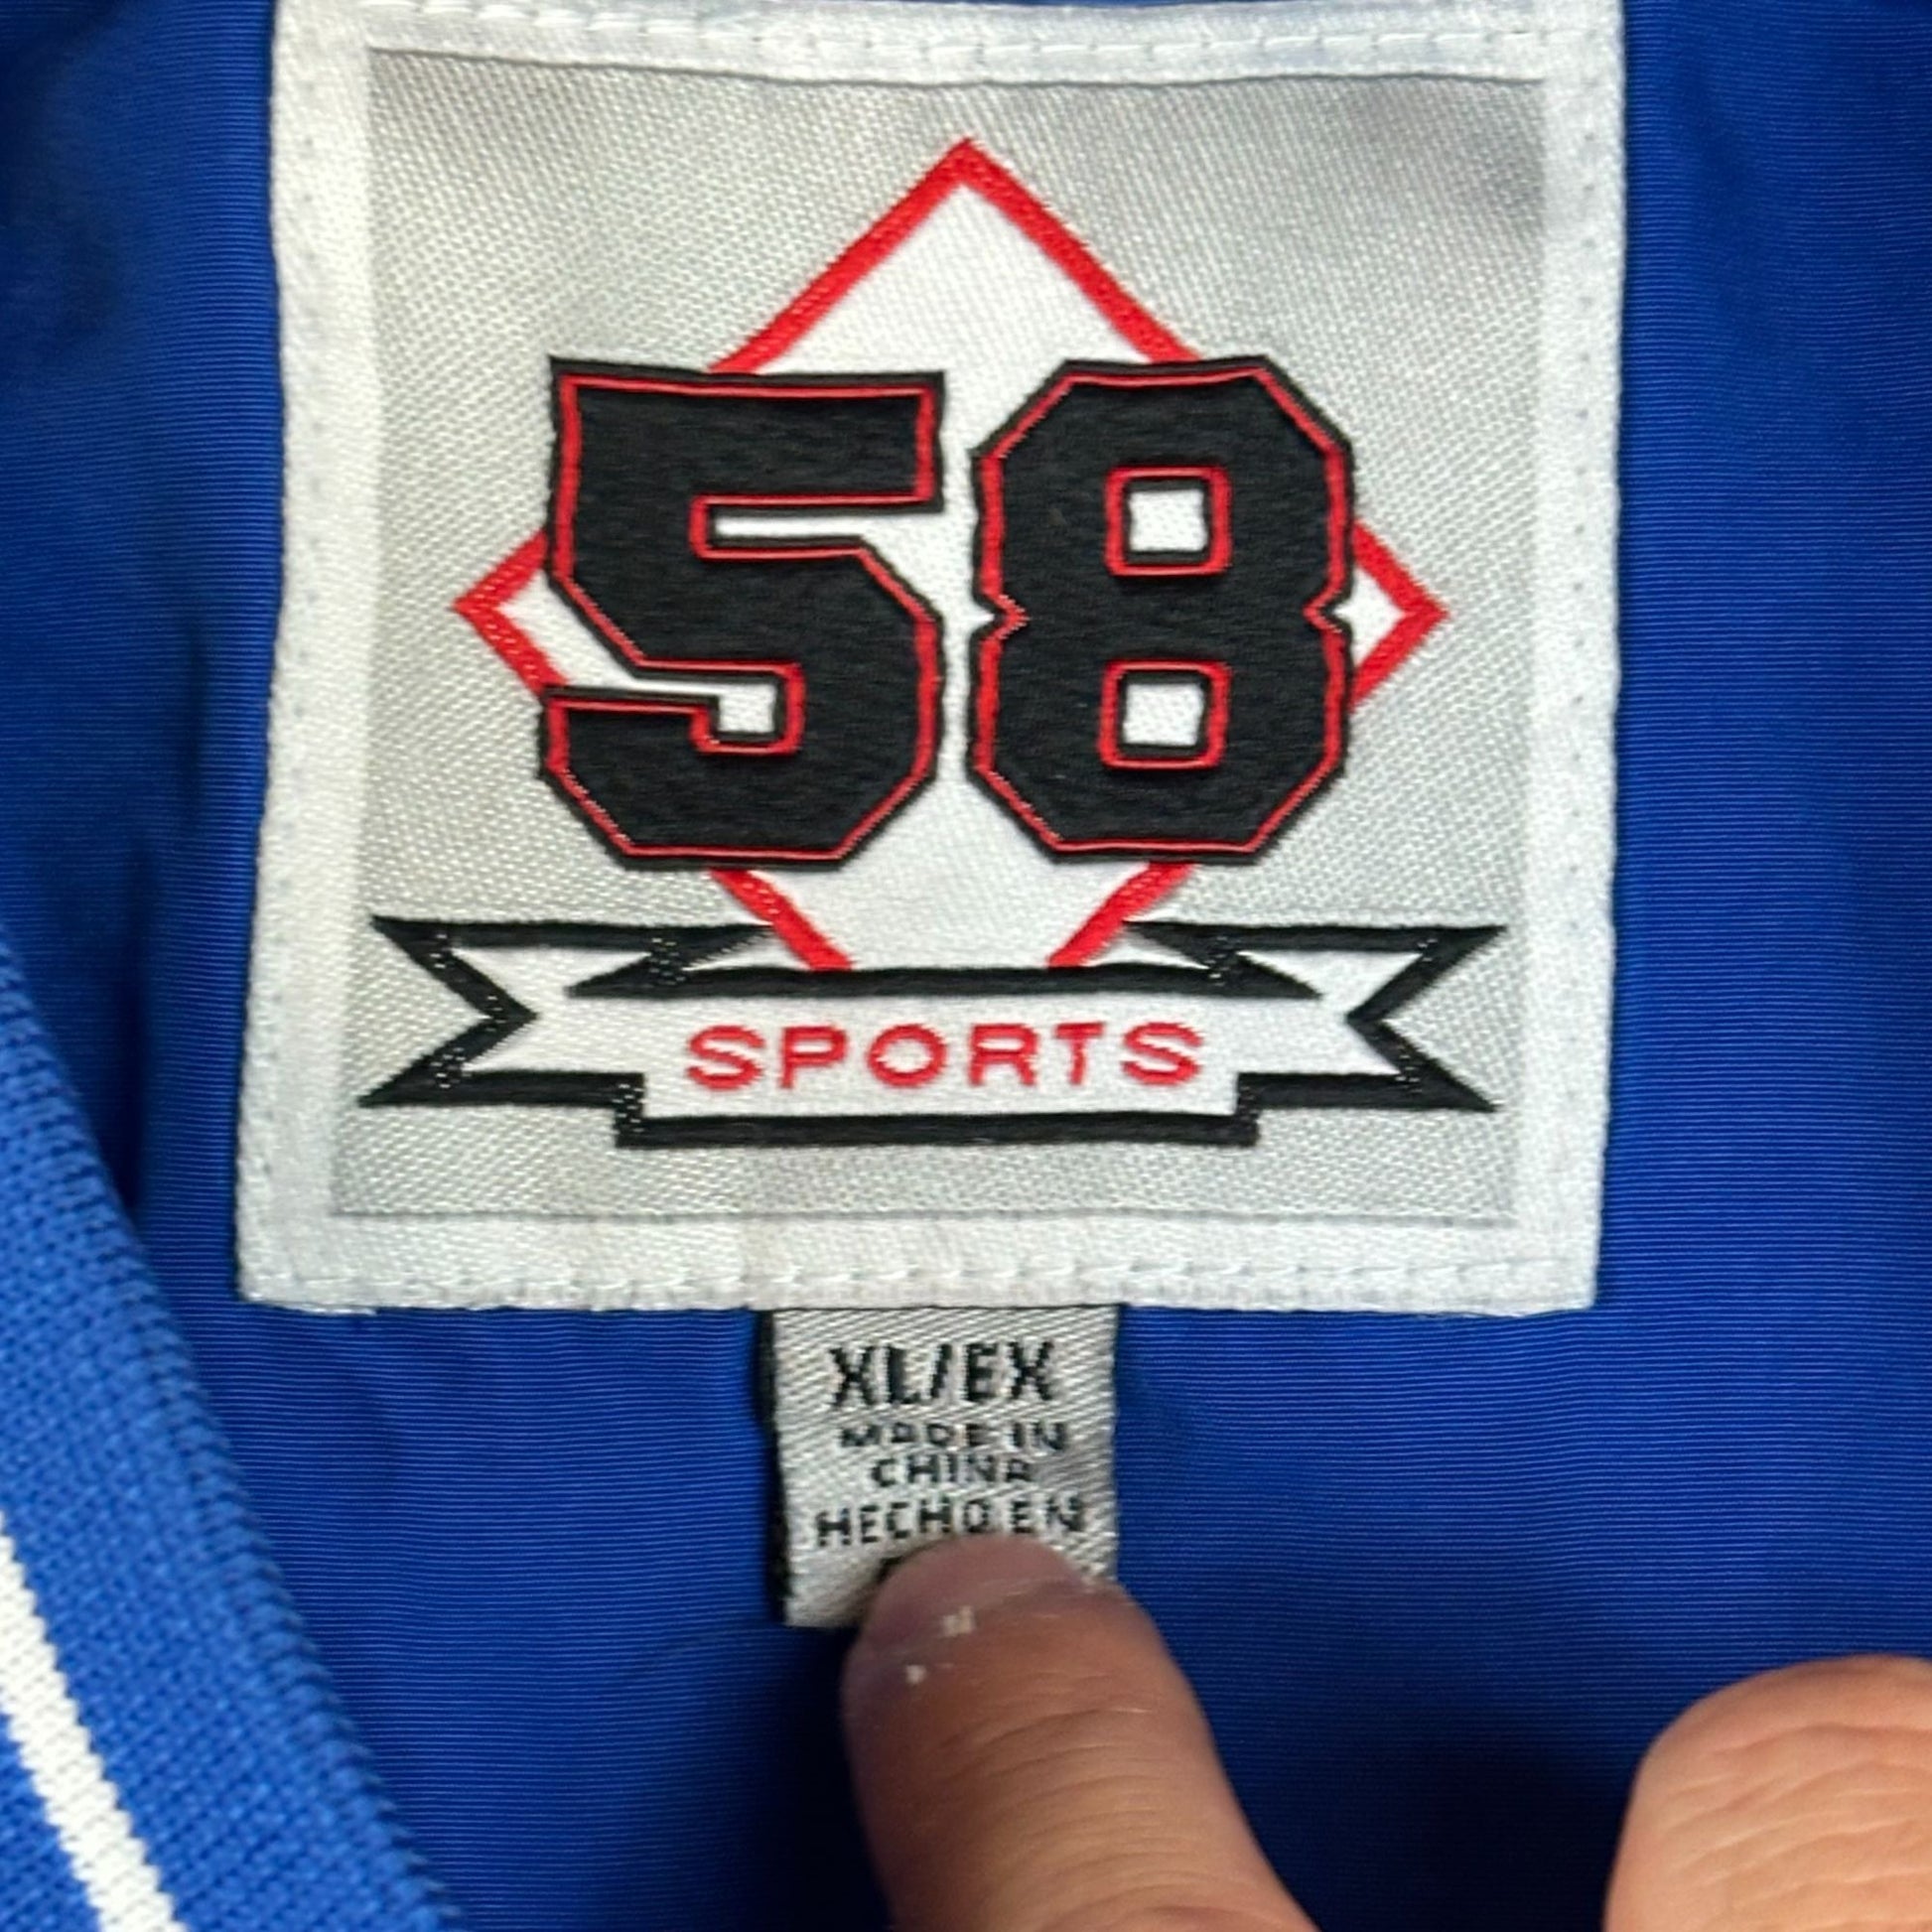 58
SPORTS
XL/EX
MADE IN
CHINA
HECHO EN